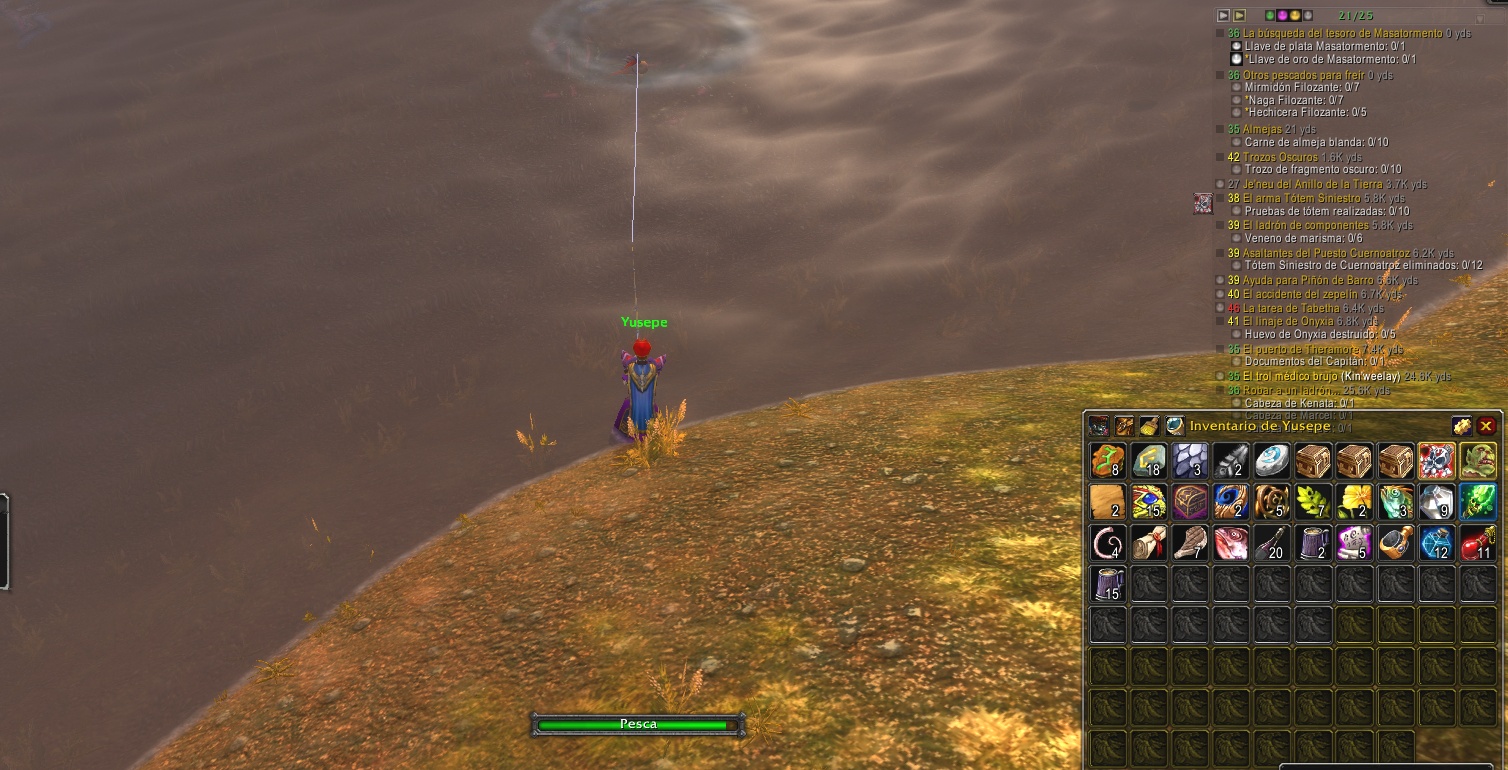 21/25
36 La búsqueda del tesoro de Masatormento 0 yds
Llave de plata Masatormento: 0/1
*Llave de oro de Masatormento: 0/1
36 Otros pescados para freír 0 yds
Mirmidón Filozante: 0/7
*Naga Filozante: 0/7
*Hechicera Filozante: 0/5
35 Almejas 21 yds
Carne de almeja blanda: 0/10
42 Trozos Oscuros 1.6K yds
Trozo de fragmento oscuro: 0/10
27 Je'neu del Anillo de la Tierra 3.7K yds
38 El arma Tótem Siniestro 5.8K yds
Pruebas de tótem realizadas: 0/10
39 El ladrón de componentes 5.8K yds
Veneno de marisma: 0/6
39 Asaltantes del Puesto Cuernoatroz 6.2K yds
Tótem Siniestro de Cuernoatroz eliminados: 0/12
39 Ayuda para Piñón de Barro yds
40 El accidente del zepelín 6.7K yds
La tarea de Tabetha 6.4K yds
41 El linaje de Onyxia 6.8K yds
Huevo de Onyxia destruido: 0/5
35 El puerto de Theramore 7.4K yds
Documentos del Capitán: 0/1
35 El trol médico brujo (Kin'weelay) 24.6K yds
36 Robar a un ladrón... 25.6K yds
Cabeza de Kenata: 0/1
Cabeza de Marcel: 0/1
Yusepe
Inventario de Yusepe
8 18 3 2
2 15 2 5 7 2 3 9
4 7 20 2 5 12 11
15
Pesca